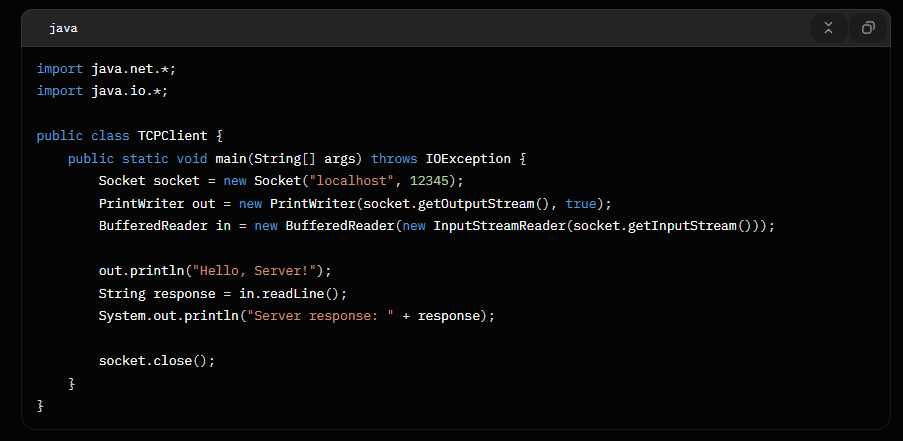 java
import java.net.*;
import java.io.*;
public class TCPClient {
    public static void main(String[] args) throws IOException {
        Socket socket = new Socket("localhost", 12345);
        PrintWriter out = new PrintWriter(socket.getOutputStream(), true);
        BufferedReader in = new BufferedReader(new InputStreamReader(socket.getInputStream()));
        out.println("Hello, Server!");
        String response = in.readLine();
        System.out.println("Server response: " + response);
        socket.close();
    }
}